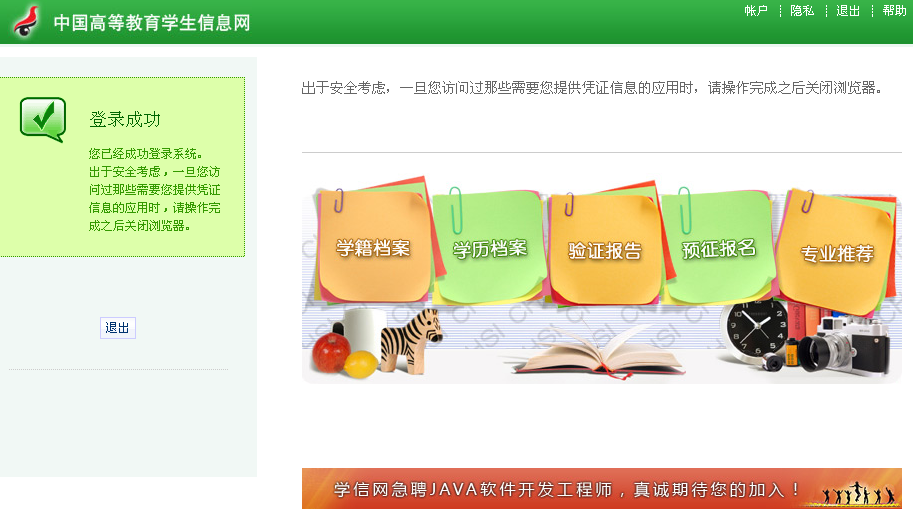 中国高等教育学生信息网
帐户 ┊ 隐私 ┊ 退出 ┊ 帮助
登录成功
您已经成功登录系统。
出于安全考虑，一旦您访
问过那些需要您提供凭证
信息的应用时，请操作完
成之后关闭浏览器。
退出
出于安全考虑，一旦您访问过那些需要您提供凭证信息的应用时，请操作完成之后关闭浏览器。
学籍档案
学历档案
验证报告
预征报名
专业推荐
学信网急聘JAVA软件开发工程师，真诚期待您的加入！